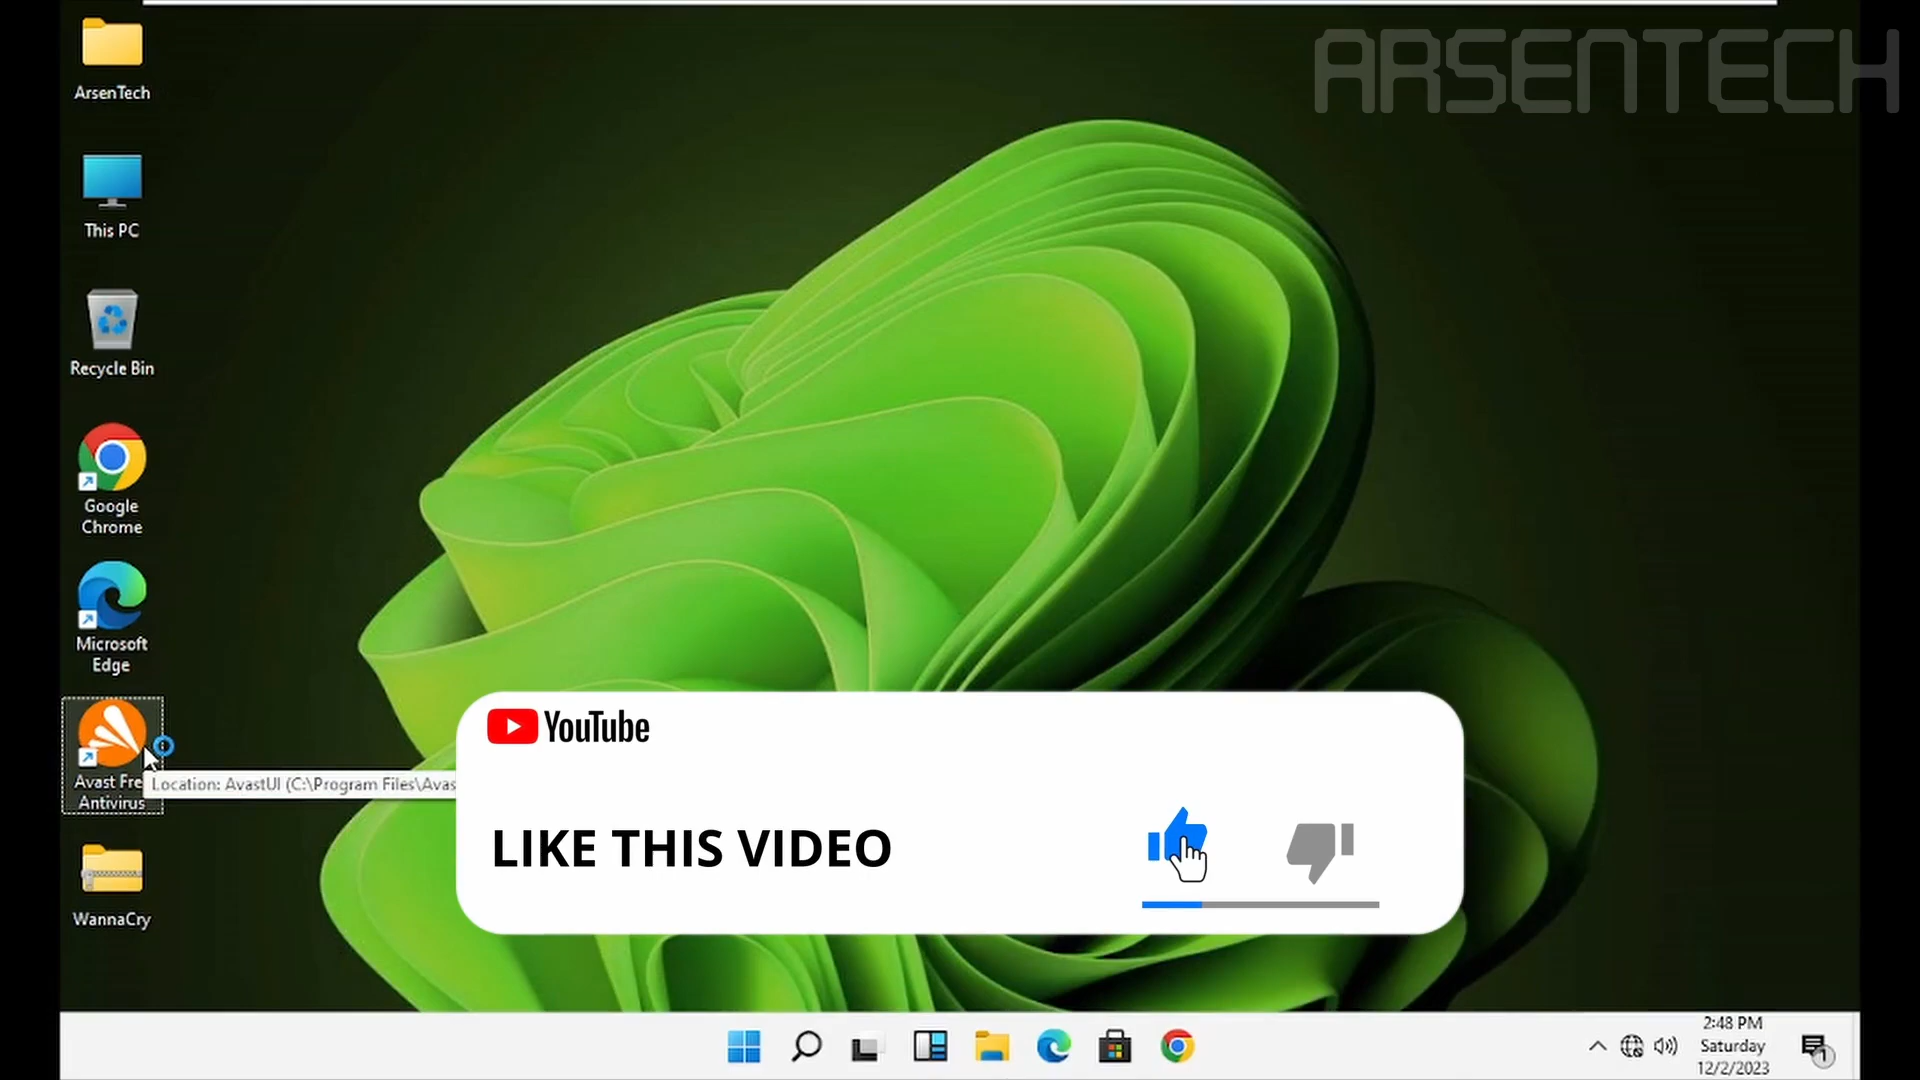 ARSENTECH
ArsenTech
This PC
Recycle Bin
Google
Chrome
Microsoft
Edge
Avast Fre
Antivirus
Location: AvastUI (C:\Program Files\Avas
WannaCry
YouTube
LIKE THIS VIDEO
2:48 PM
Saturday
12/2/2023
1